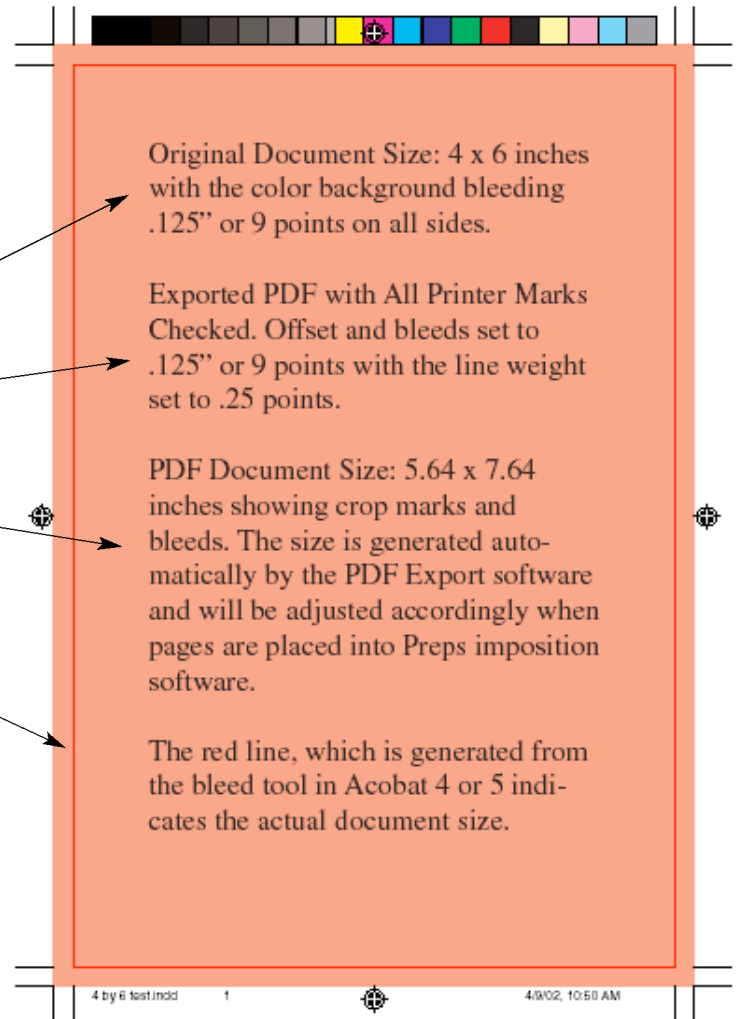 Original Document Size: 4 x 6 inches
with the color background bleeding
.125” or 9 points on all sides.
Exported PDF with All Printer Marks
Checked. Offset and bleeds set to
.125” or 9 points with the line weight
set to .25 points.
PDF Document Size: 5.64 x 7.64
inches showing crop marks and
bleeds. The size is generated auto-
matically by the PDF Export software
and will be adjusted accordingly when
pages are placed into Preps imposition
software.
The red line, which is generated from
the bleed tool in Acobat 4 or 5 indi-
cates the actual document size.
4 by 6 test.indd 1 4/9/02, 10:50 AM